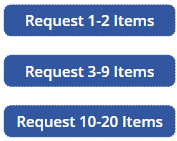 Request 1-2 Items
Request 3-9 Items
Request 10-20 Items